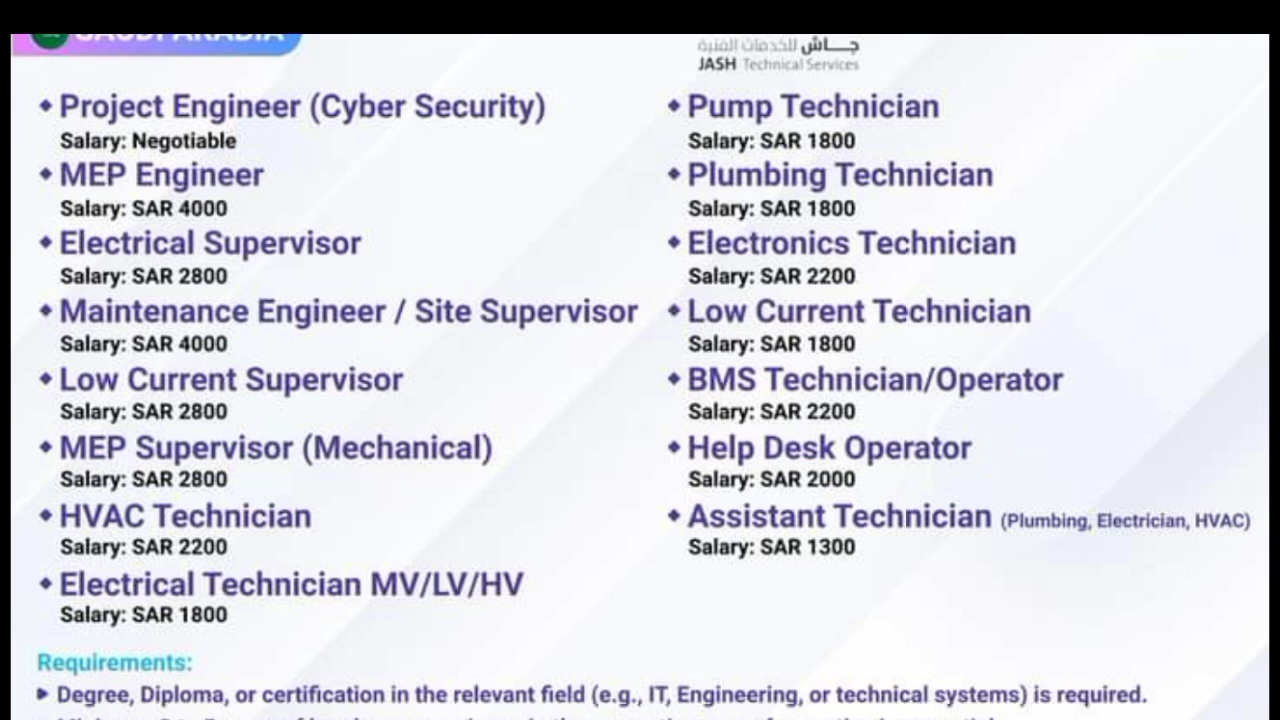 SAUDI ARABIA
جـــاش للخدمات الفنية
JASH Technical Services
Project Engineer (Cyber Security)
Salary: Negotiable
MEP Engineer
Salary: SAR 4000
Electrical Supervisor
Salary: SAR 2800
Maintenance Engineer / Site Supervisor
Salary: SAR 4000
Low Current Supervisor
Salary: SAR 2800
MEP Supervisor (Mechanical)
Salary: SAR 2800
HVAC Technician
Salary: SAR 2200
Electrical Technician MV/LV/HV
Salary: SAR 1800
Pump Technician
Salary: SAR 1800
Plumbing Technician
Salary: SAR 1800
Electronics Technician
Salary: SAR 2200
Low Current Technician
Salary: SAR 1800
BMS Technician/Operator
Salary: SAR 2200
Help Desk Operator
Salary: SAR 2000
Assistant Technician (Plumbing, Electrician, HVAC)
Salary: SAR 1300
Requirements:
Degree, Diploma, or certification in the relevant field (e.g., IT, Engineering, or technical systems) is required.